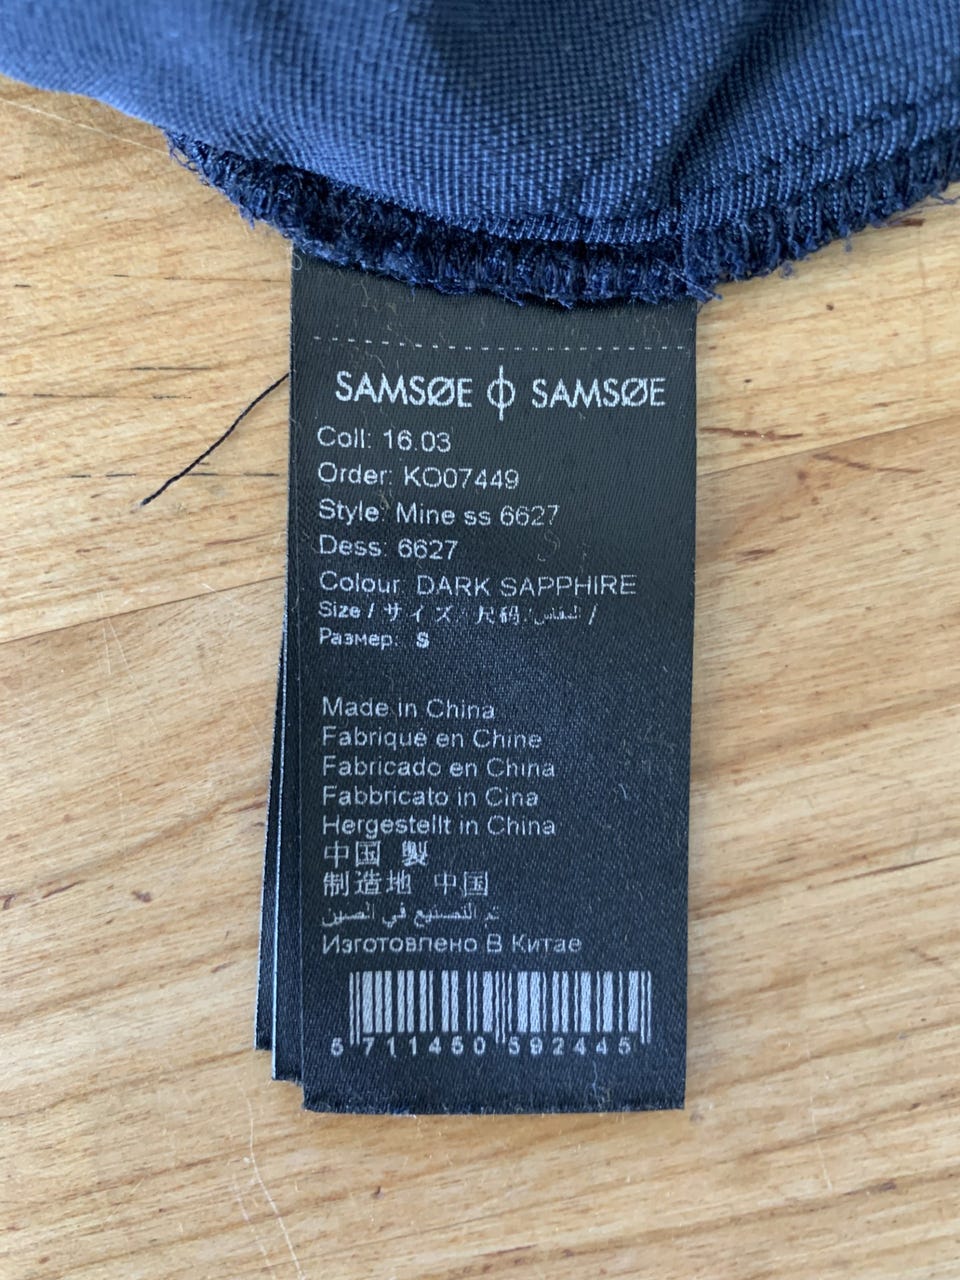 SAMSØE ɸ SAMSØE
Coll: 16.03
Order: KO07449
Style: Mine ss 6627
Dess: 6627
Colour: DARK SAPPHIRE
Size / サイズ / 尺码 / المقاس /
Размер: S
Made in China
Fabriqué en Chine
Fabricado en China
Fabbricato in Cina
Hergestellt in China
中国 製
制造地 中国
تم التصنيع في الصين
Изготовлено В Китае
5 711450 592445